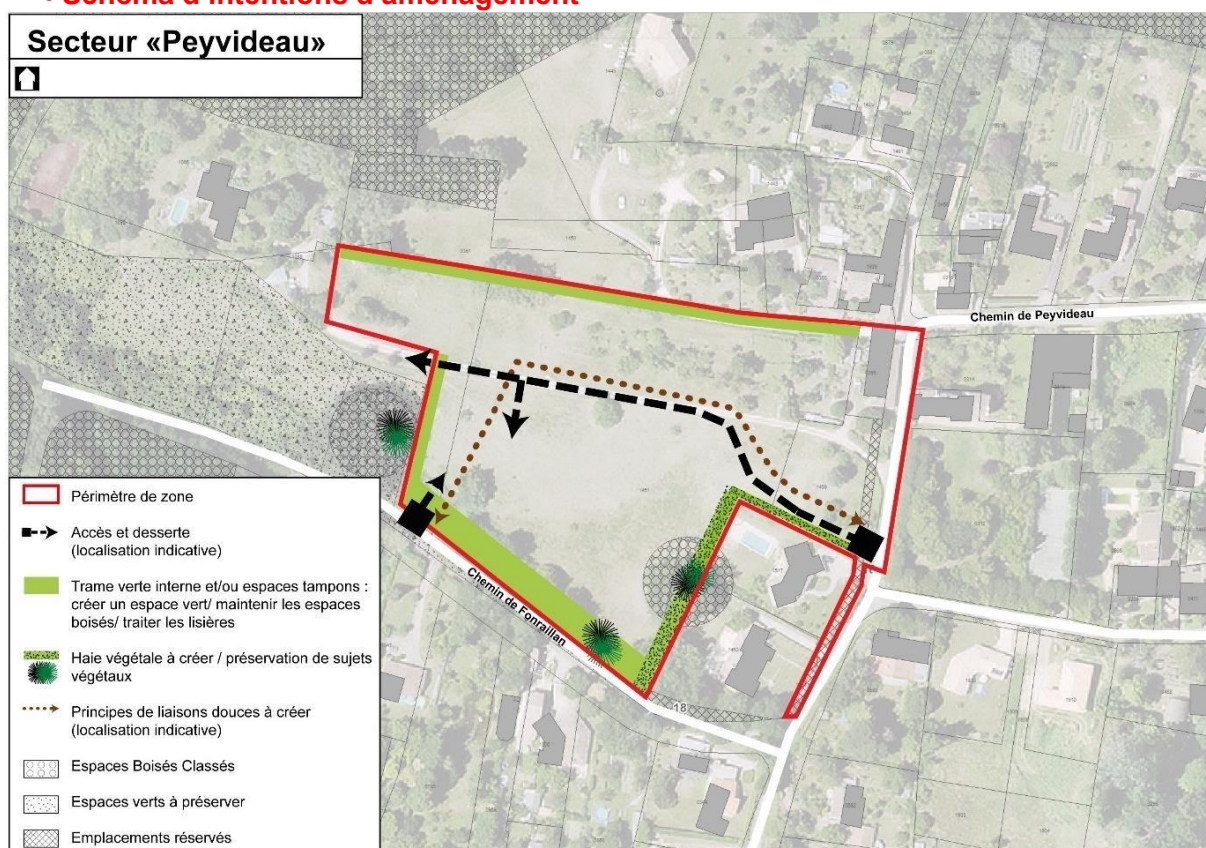 • Schéma d'intentions d'aménagement
Secteur «Peyvideau»
Chemin de Peyvideau
Chemin de Fonraillan
18
Périmètre de zone
Accès et desserte
(localisation indicative)
Trame verte interne et/ou espaces tampons :
créer un espace vert/ maintenir les espaces
boisés/ traiter les lisières
Haie végétale à créer / préservation de sujets
végétaux
Principes de liaisons douces à créer
(localisation indicative)
Espaces Boisés Classés
Espaces verts à préserver
Emplacements réservés